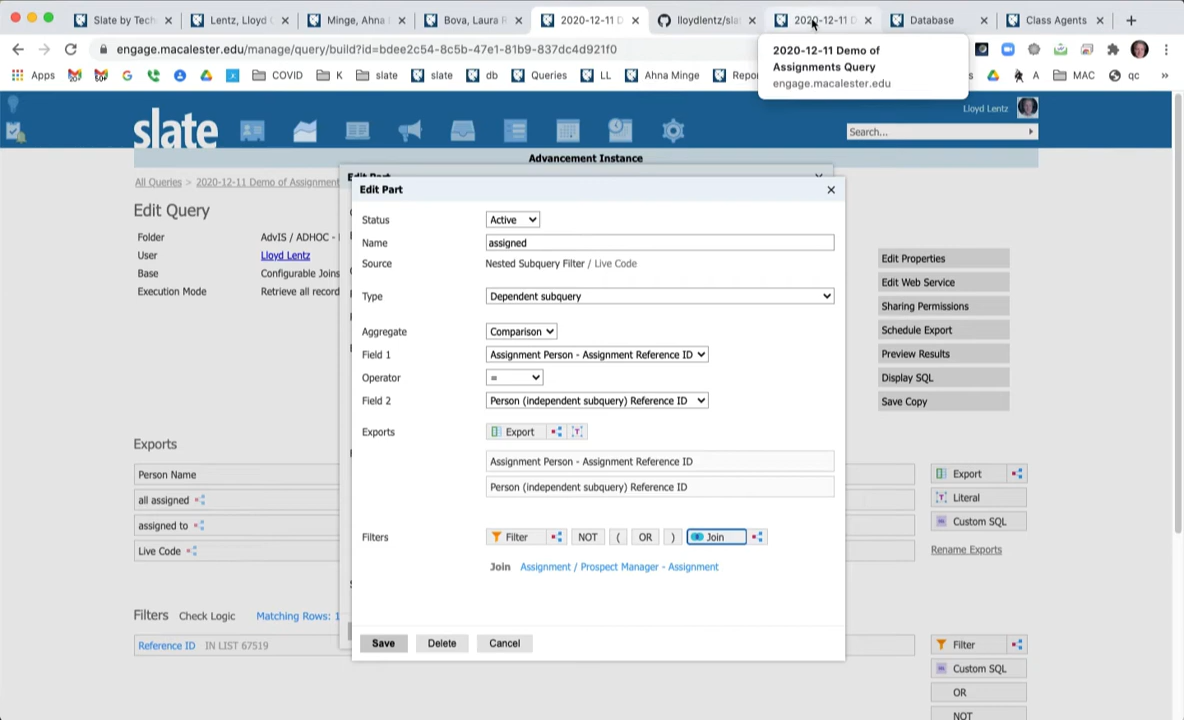 Slate by Tech
Lentz, Lloyd
Minge, Ahna
Bova, Laura
2020-12-11 D
lloydlentz/sla
2020-12-11 D
Database
Class Agents
engage.macalester.edu/manage/query/build?id=bdee2c54-8c5b-47e1-81b9-837dc4d921f0
2020-12-11 Demo of
Assignments Query
engage.macalester.edu
Apps
COVID
K
slate
slate
db
Queries
LL
Ahna Minge
Repor
s
A
MAC
qc
»
Lloyd Lentz
slate
Search...
Advancement Instance
All Queries > 2020-12-11 Demo of Assignment
Edit Query
Folder AdvIS / ADHOC -
User Lloyd Lentz
Base Configurable Joins
Execution Mode Retrieve all record
Edit Part
Edit Part
Status Active
Name assigned
Source Nested Subquery Filter / Live Code
Type Dependent subquery
Aggregate Comparison
Field 1 Assignment Person - Assignment Reference ID
Operator =
Field 2 Person (independent subquery) Reference ID
Exports Export
Assignment Person - Assignment Reference ID
Person (independent subquery) Reference ID
Filters Filter NOT ( OR ) Join
Join Assignment / Prospect Manager - Assignment
Save Delete Cancel
Edit Properties
Edit Web Service
Sharing Permissions
Schedule Export
Preview Results
Display SQL
Save Copy
Exports
Person Name
all assigned
assigned to
Live Code
Export
Literal
Custom SQL
Rename Exports
Filters Check Logic Matching Rows: 1
Reference ID IN LIST 67519
Filter
Custom SQL
OR
NOT